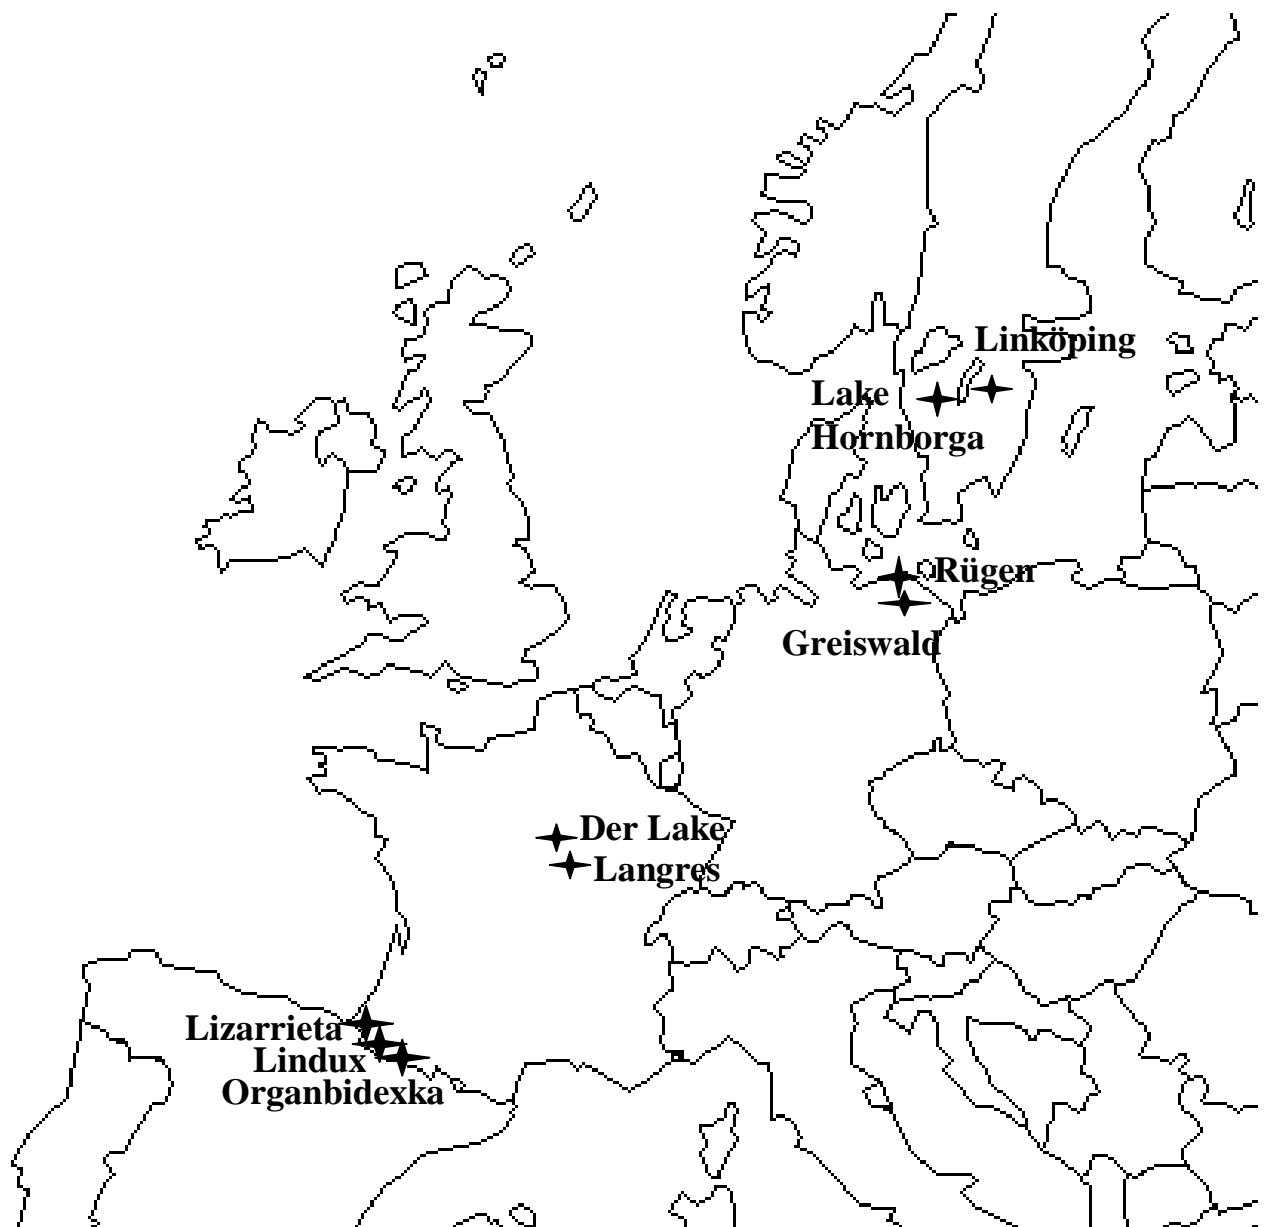 Linköping
Lake
Hornborga
Rügen
Greiswald
Der Lake
Langres
Lizarrieta
Lindux
Organbidexka